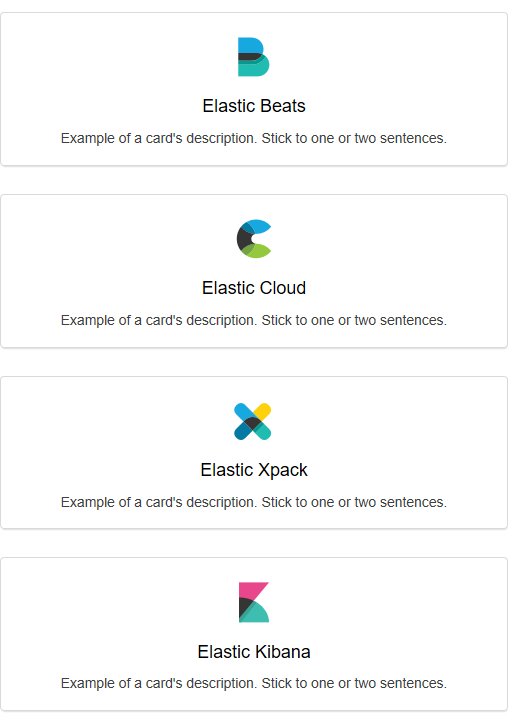 Elastic Beats
Example of a card's description. Stick to one or two sentences.
Elastic Cloud
Example of a card's description. Stick to one or two sentences.
Elastic Xpack
Example of a card's description. Stick to one or two sentences.
Elastic Kibana
Example of a card's description. Stick to one or two sentences.